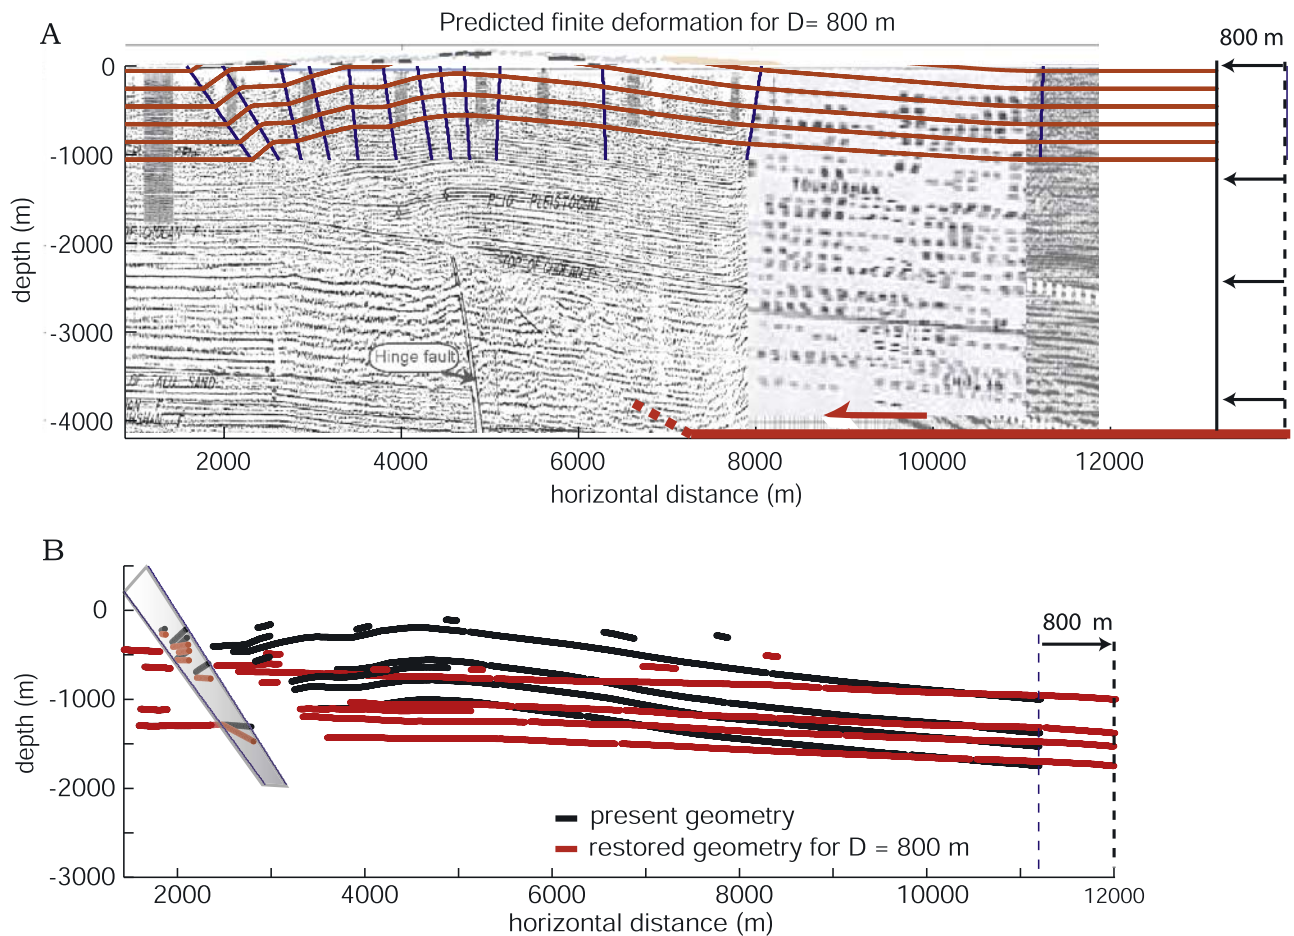 A
Predicted finite deformation for D= 800 m
800 m
0
-1000
-2000
-3000
-4000
depth (m)
PLEISTOCENE
TOP OF
Hinge fault
2000
4000
6000
8000
10000
12000
horizontal distance (m)
B
0
-1000
-2000
-3000
depth (m)
800 m
present geometry
restored geometry for D = 800 m
2000
4000
6000
8000
10000
12000
horizontal distance (m)